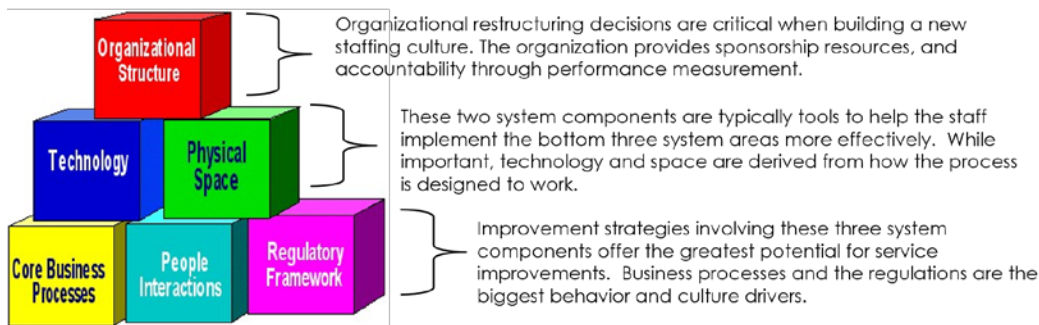 Organizational
Structure
Organizational restructuring decisions are critical when building a new
staffing culture. The organization provides sponsorship resources, and
accountability through performance measurement.
Technology
Physical
Space
These two system components are typically tools to help the staff
implement the bottom three system areas more effectively.  While
important, technology and space are derived from how the process
is designed to work.
Core Business
Processes
People
Interactions
Regulatory
Framework
Improvement strategies involving these three system
components offer the greatest potential for service
improvements.  Business processes and the regulations are the
biggest behavior and culture drivers.